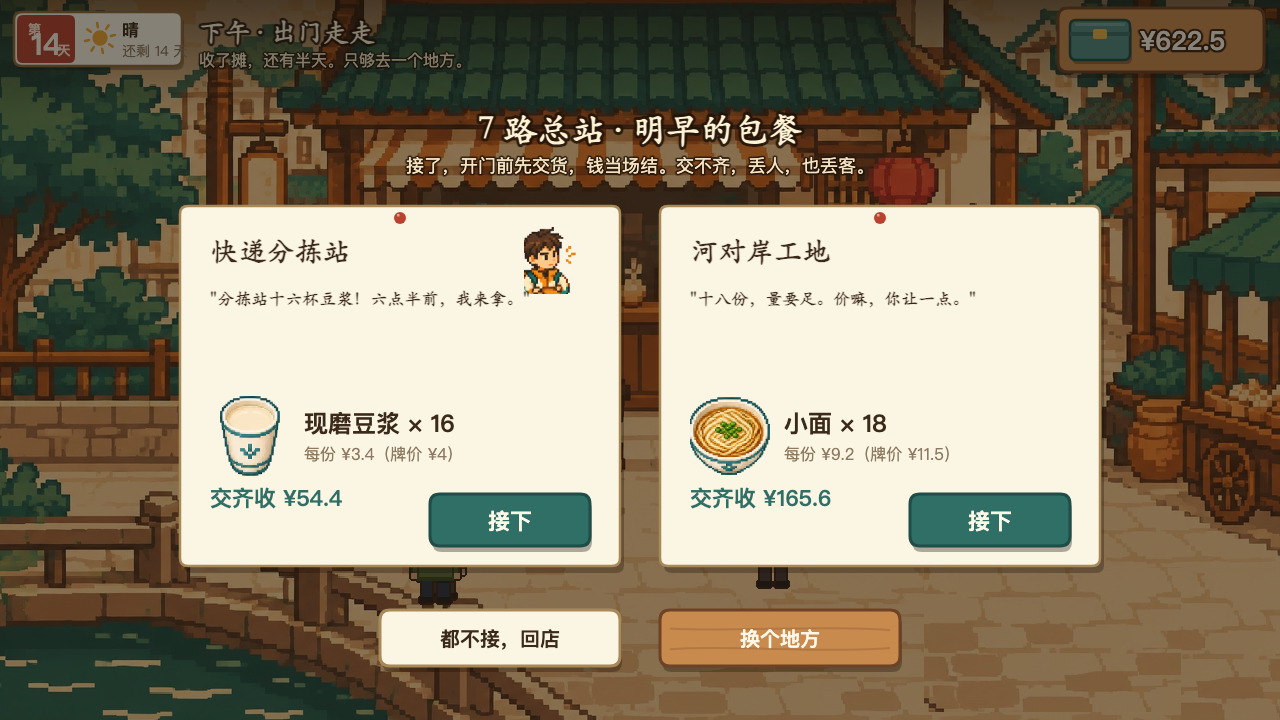 第
14天
晴
还剩 14 天
下午 · 出门走走
收了摊，还有半天。只够去一个地方。
¥622.5
7 路总站 · 明早的包餐
接了，开门前先交货，钱当场结。交不齐，丢人，也丢客。
快递分拣站
"分拣站十六杯豆浆！六点半前，我来拿。"
现磨豆浆 × 16
每份 ¥3.4（牌价 ¥4）
交齐收 ¥54.4
接下
河对岸工地
"十八份，量要足。价嘛，你让一点。"
小面 × 18
每份 ¥9.2（牌价 ¥11.5）
交齐收 ¥165.6
接下
都不接，回店
换个地方